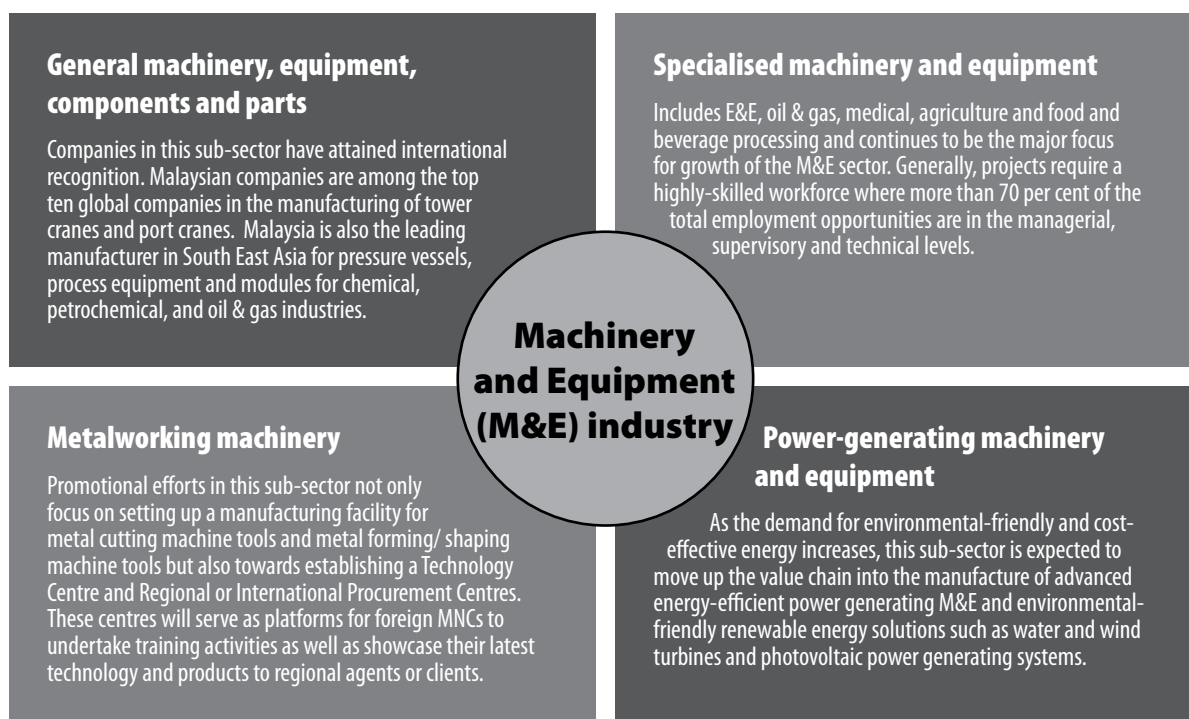 General machinery, equipment,
components and parts
Companies in this sub-sector have attained international
recognition. Malaysian companies are among the top
ten global companies in the manufacturing of tower
cranes and port cranes.  Malaysia is also the leading
manufacturer in South East Asia for pressure vessels,
process equipment and modules for chemical,
petrochemical, and oil & gas industries.
Specialised machinery and equipment
Includes E&E, oil & gas, medical, agriculture and food and
beverage processing and continues to be the major focus
for growth of the M&E sector. Generally, projects require a
highly-skilled workforce where more than 70 per cent of the
total employment opportunities are in the managerial,
supervisory and technical levels.
Machinery
and Equipment
(M&E) industry
Metalworking machinery
Promotional efforts in this sub-sector not only
focus on setting up a manufacturing facility for
metal cutting machine tools and metal forming/ shaping
machine tools but also towards establishing a Technology
Centre and Regional or International Procurement Centres.
These centres will serve as platforms for foreign MNCs to
undertake training activities as well as showcase their latest
technology and products to regional agents or clients.
Power-generating machinery
and equipment
As the demand for environmental-friendly and cost-
effective energy increases, this sub-sector is expected to
move up the value chain into the manufacture of advanced
energy-efficient power generating M&E and environmental-
friendly renewable energy solutions such as water and wind
turbines and photovoltaic power generating systems.